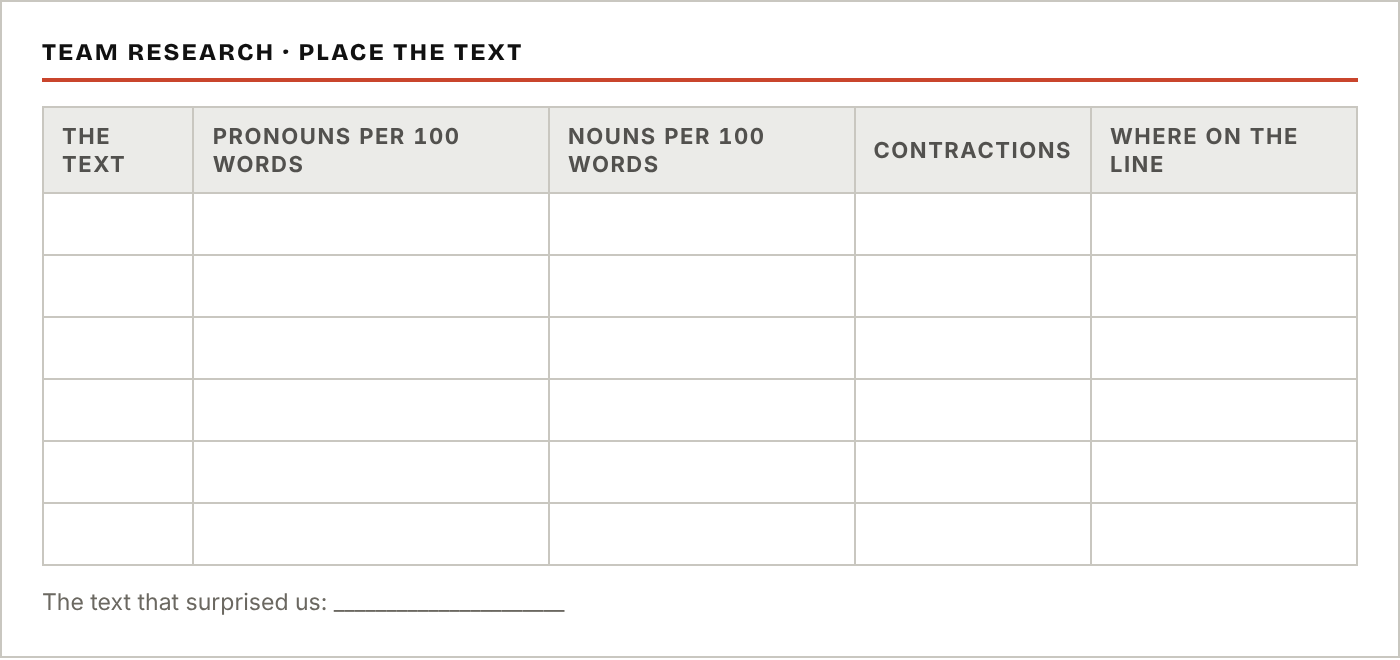 TEAM RESEARCH · PLACE THE TEXT
THE
TEXT
PRONOUNS PER 100
WORDS
NOUNS PER 100
WORDS
CONTRACTIONS
WHERE ON THE
LINE
The text that surprised us: ___________________